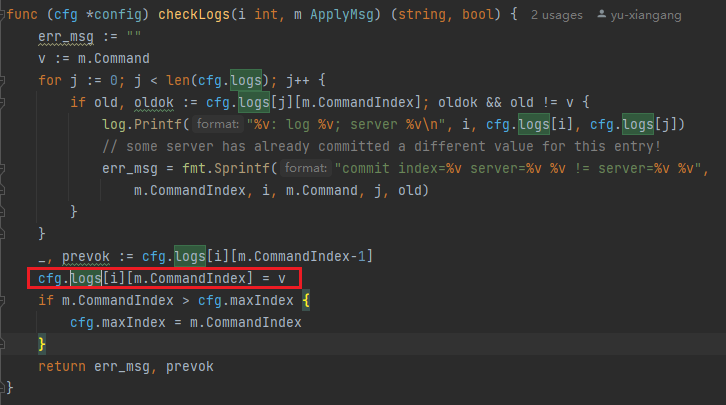 func (cfg *config) checkLogs(i int, m ApplyMsg) (string, bool) { 2 usages yu-xiangang
    err_msg := ""
    v := m.Command
    for j := 0; j < len(cfg.logs); j++ {
        if old, oldok := cfg.logs[j][m.CommandIndex]; oldok && old != v {
            log.Printf( format: "%v: log %v; server %v\n", i, cfg.logs[i], cfg.logs[j])
            // some server has already committed a different value for this entry!
            err_msg = fmt.Sprintf( format: "commit index=%v server=%v %v != server=%v %v",
                m.CommandIndex, i, m.Command, j, old)
        }
    }
    _, prevok := cfg.logs[i][m.CommandIndex-1]
    cfg.logs[i][m.CommandIndex] = v
    if m.CommandIndex > cfg.maxIndex {
        cfg.maxIndex = m.CommandIndex
    }
    return err_msg, prevok
}